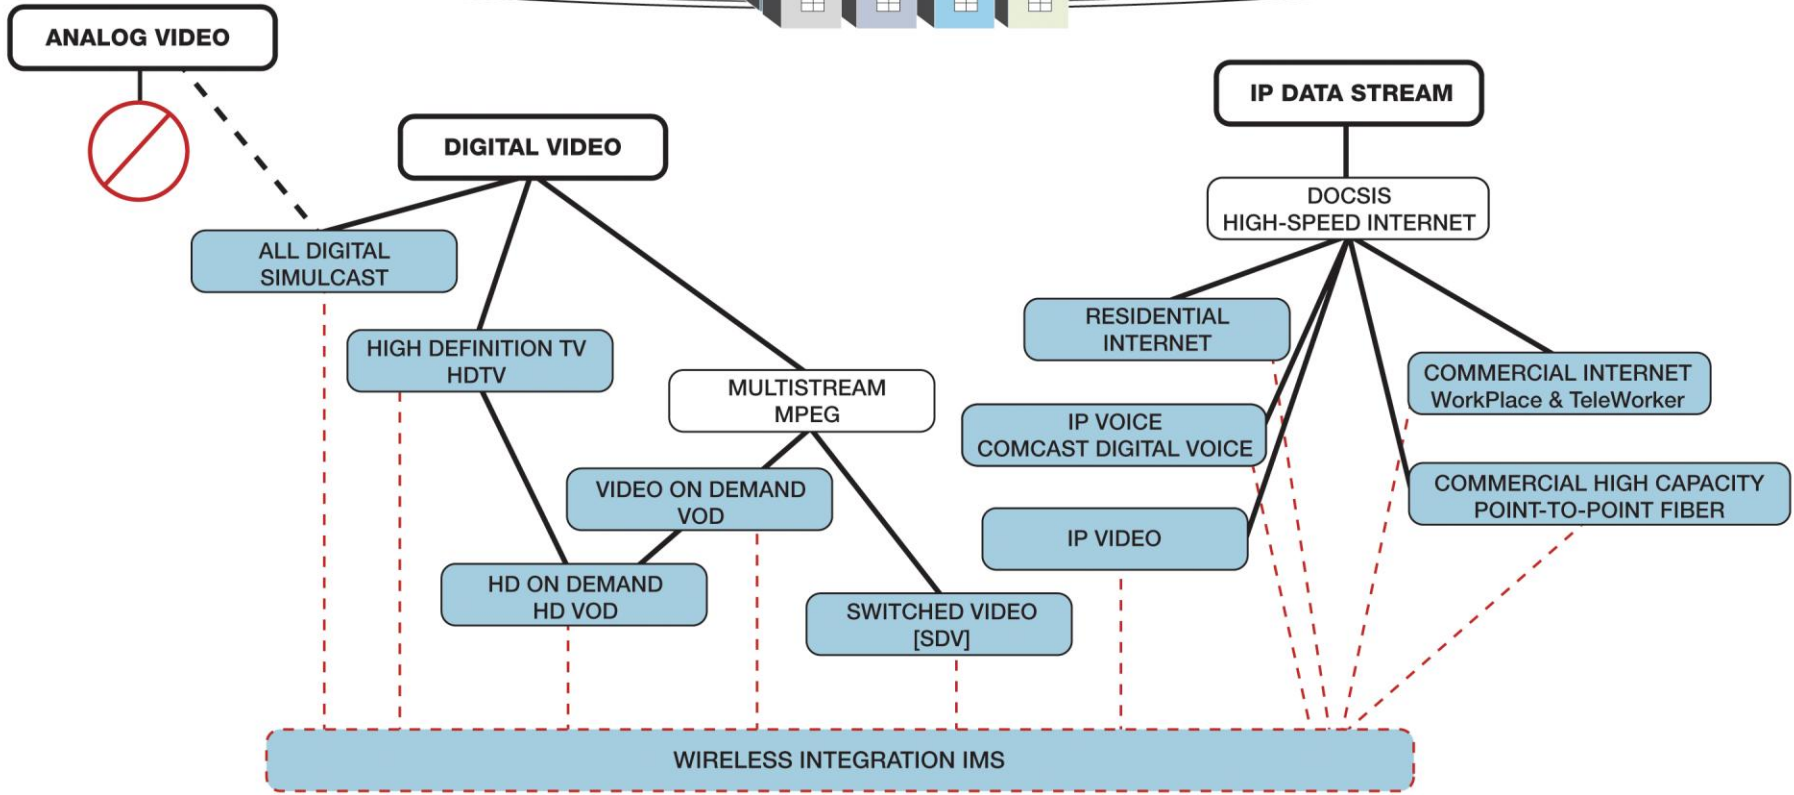 ANALOG VIDEO
IP DATA STREAM
DIGITAL VIDEO
DOCSIS
HIGH-SPEED INTERNET
ALL DIGITAL
SIMULCAST
RESIDENTIAL
INTERNET
HIGH DEFINITION TV
HDTV
COMMERCIAL INTERNET
WorkPlace & TeleWorker
MULTISTREAM
MPEG
IP VOICE
COMCAST DIGITAL VOICE
VIDEO ON DEMAND
VOD
COMMERCIAL HIGH CAPACITY
POINT-TO-POINT FIBER
IP VIDEO
HD ON DEMAND
HD VOD
SWITCHED VIDEO
[SDV]
WIRELESS INTEGRATION IMS